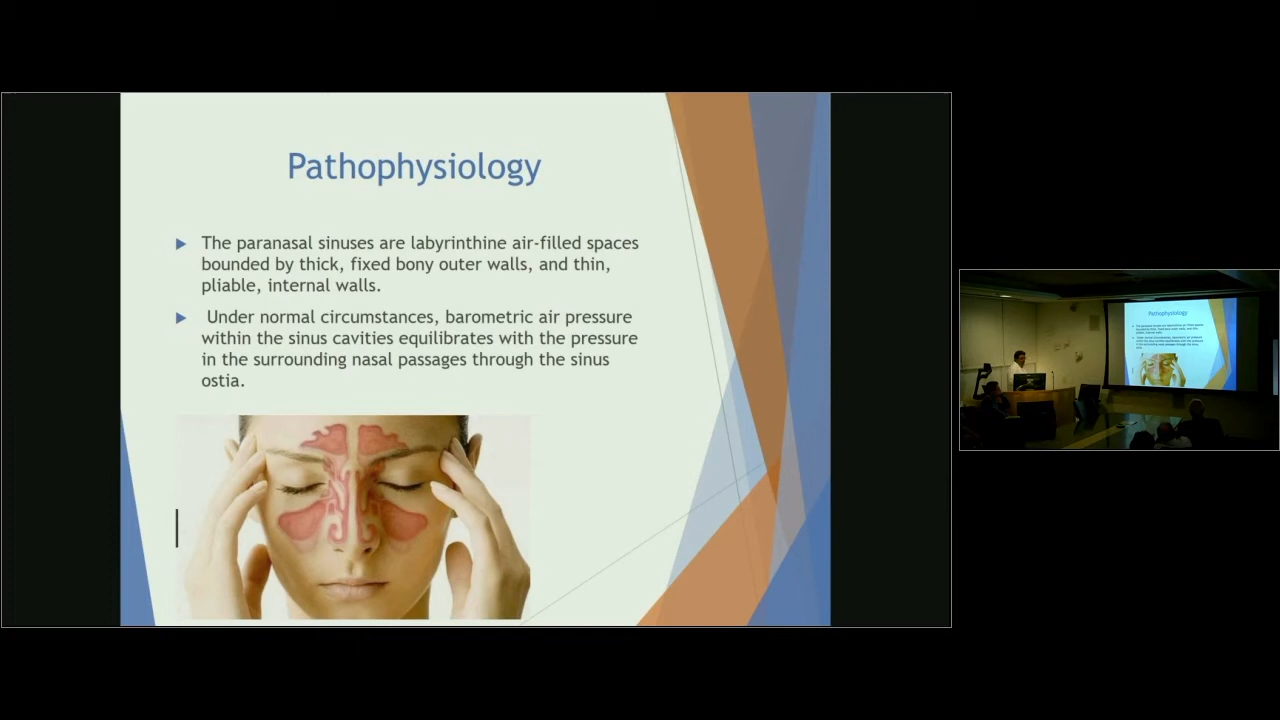 Pathophysiology
The paranasal sinuses are labyrinthine air-filled spaces
bounded by thick, fixed bony outer walls, and thin,
pliable, internal walls.
Under normal circumstances, barometric air pressure
within the sinus cavities equilibrates with the pressure
in the surrounding nasal passages through the sinus
ostia.
Pathophysiology